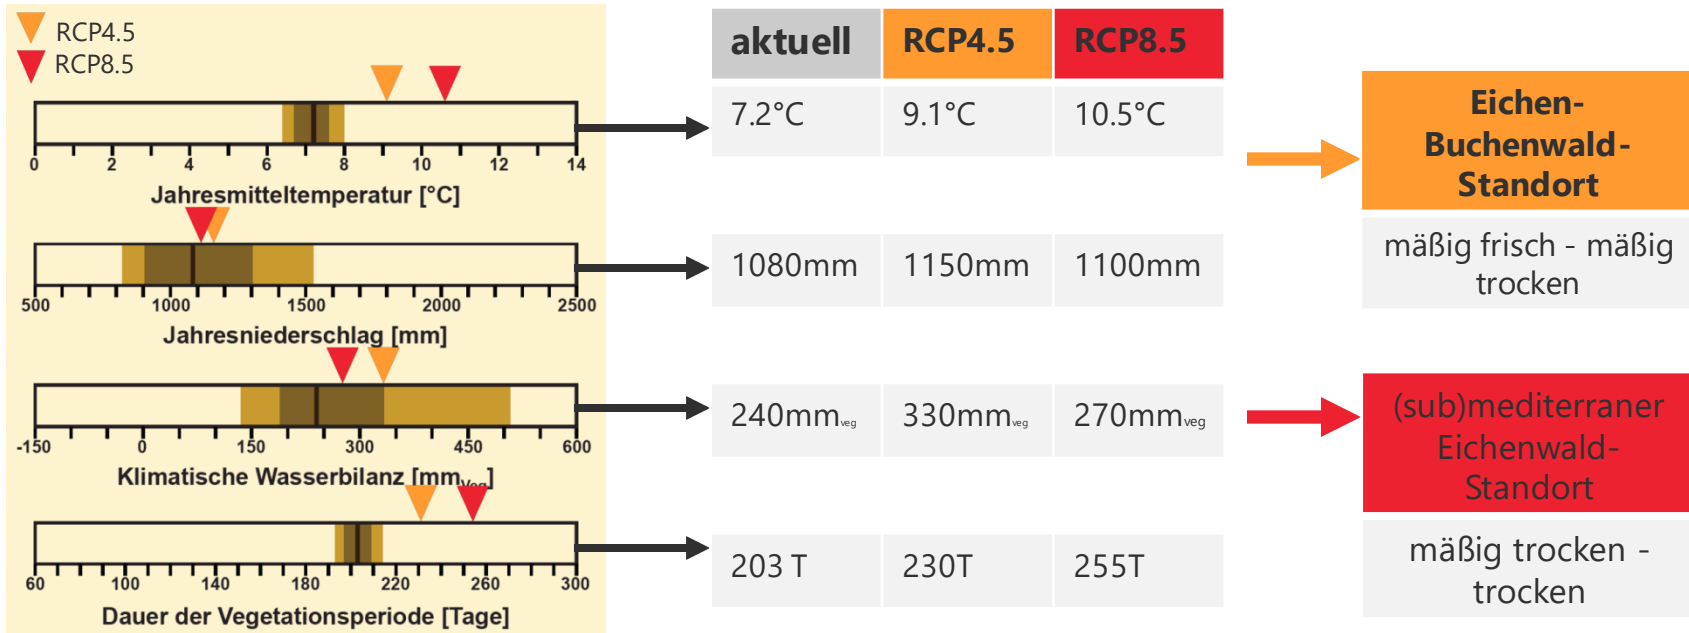 RCP4.5
RCP8.5
0 2 4 6 8 10 12 14
Jahresmitteltemperatur [°C]
500 1000 1500 2000 2500
Jahresniederschlag [mm]
-150 0 150 300 450 600
Klimatische Wasserbilanz [mmVeg]
60 100 140 180 220 260 300
Dauer der Vegetationsperiode [Tage]
aktuell RCP4.5 RCP8.5
7.2°C 9.1°C 10.5°C
1080mm 1150mm 1100mm
240mmveg 330mmveg 270mmveg
203 T 230T 255T
Eichen-
Buchenwald-
Standort
mäßig frisch - mäßig
trocken
(sub)mediterraner
Eichenwald-
Standort
mäßig trocken -
trocken